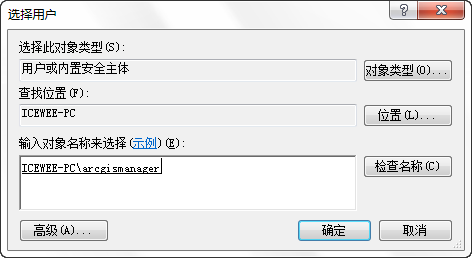 选择用户
选择此对象类型(S):
用户或内置安全主体
对象类型(O)...
查找位置(F):
ICEWEE-PC
位置(L)...
输入对象名称来选择(示例)(E):
ICEWEE-PC\arcgismanager
检查名称(C)
高级(A)...
确定
取消